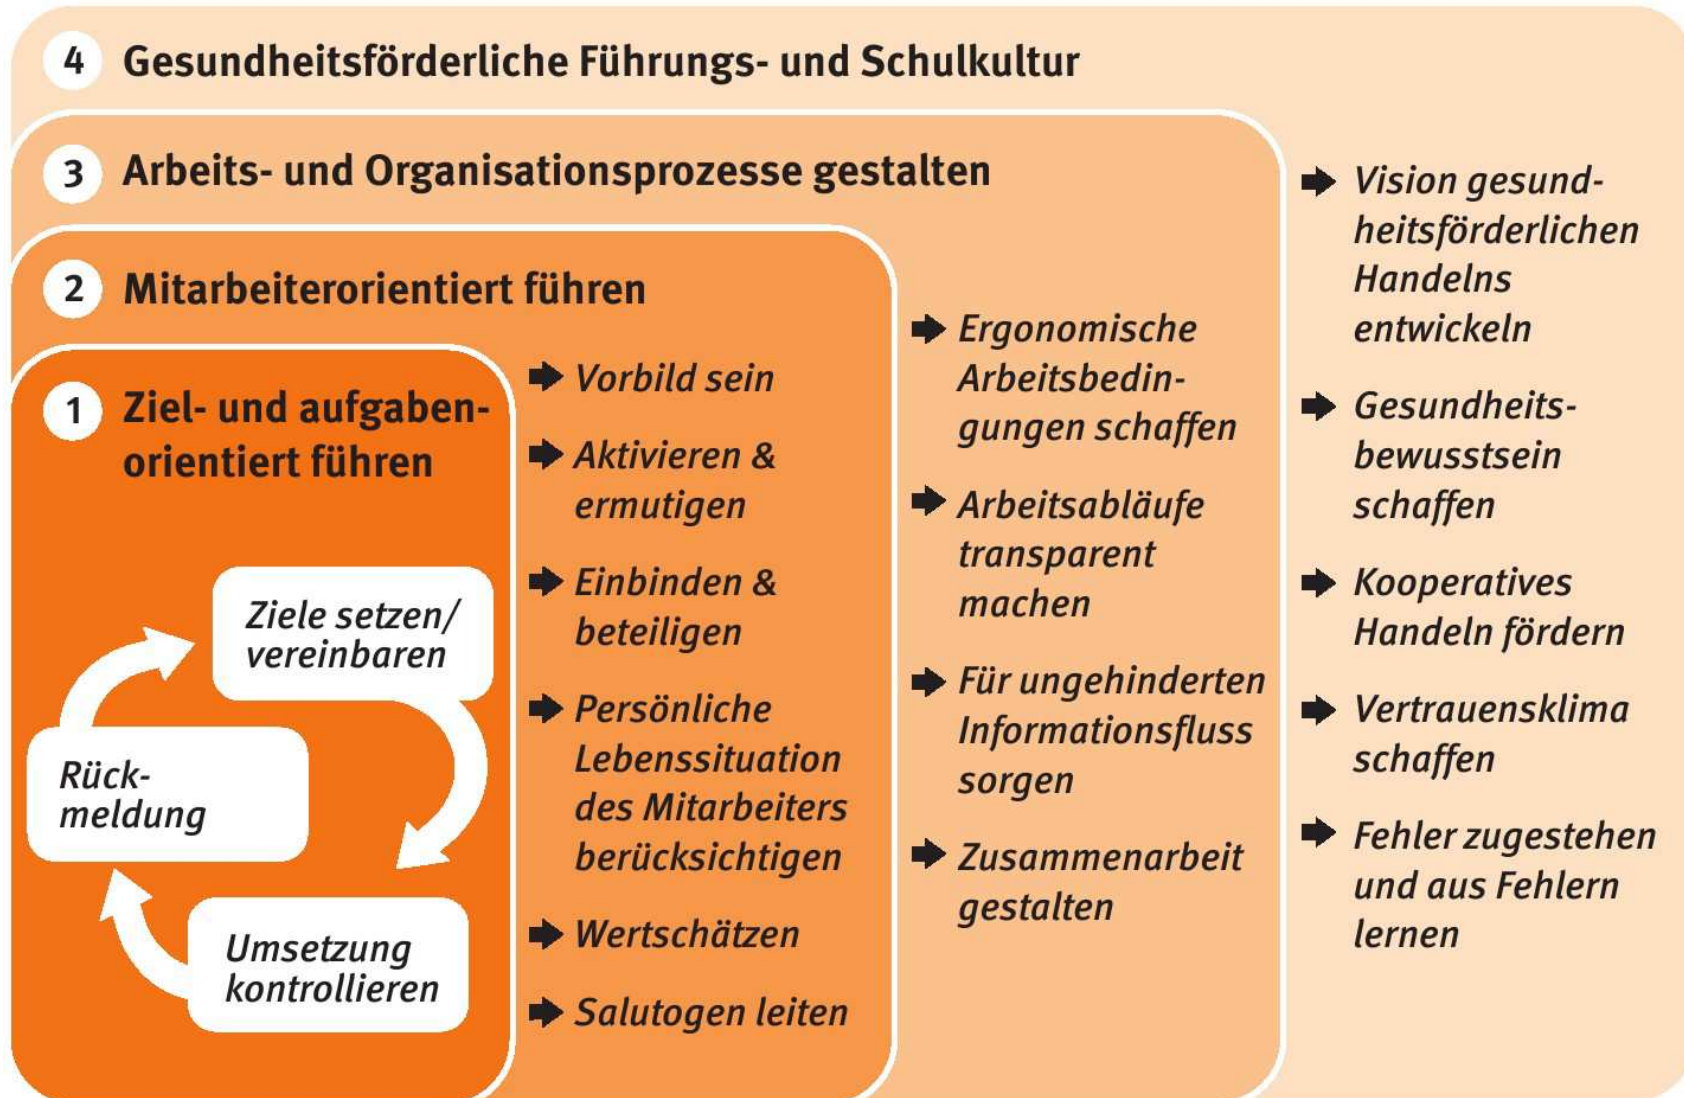 4 Gesundheitsförderliche Führungs- und Schulkultur
3 Arbeits- und Organisationsprozesse gestalten
2 Mitarbeiterorientiert führen
1 Ziel- und aufgaben-
orientiert führen
Ziele setzen/
vereinbaren
Umsetzung
kontrollieren
Rück-
meldung
Vorbild sein
Aktivieren &
ermutigen
Einbinden &
beteiligen
Persönliche
Lebenssituation
des Mitarbeiters
berücksichtigen
Wertschätzen
Salutogen leiten
Ergonomische
Arbeitsbedin-
gungen schaffen
Arbeitsabläufe
transparent
machen
Für ungehinderten
Informationsfluss
sorgen
Zusammenarbeit
gestalten
Vision gesund-
heitsförderlichen
Handelns
entwickeln
Gesundheits-
bewusstsein
schaffen
Kooperatives
Handeln fördern
Vertrauensklima
schaffen
Fehler zugestehen
und aus Fehlern
lernen